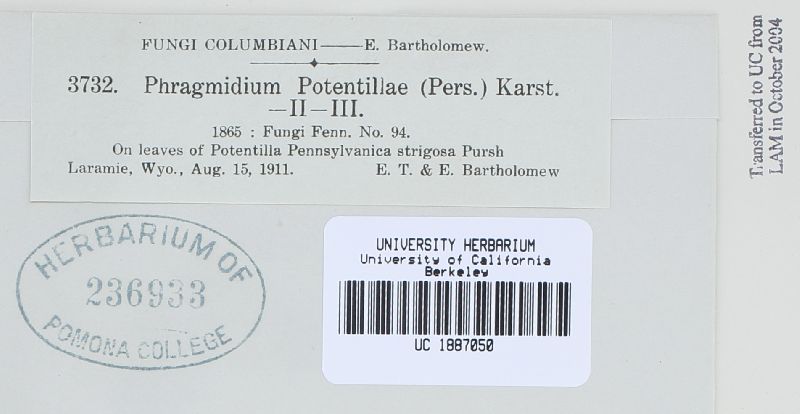 FUNGI COLUMBIANI—E. Bartholomew.
3732. Phragmidium Potentillae (Pers.) Karst.
—II—III.
1865 : Fungi Fenn. No. 94.
On leaves of Potentilla Pennsylvanica strigosa Pursh
Laramie, Wyo., Aug. 15, 1911. E. T. & E. Bartholomew
Transferred to UC from
LAM in October 2004
HERBARIUM OF
236933
POMONA COLLEGE
UNIVERSITY HERBARIUM
University of California
Berkeley
UC 1887050